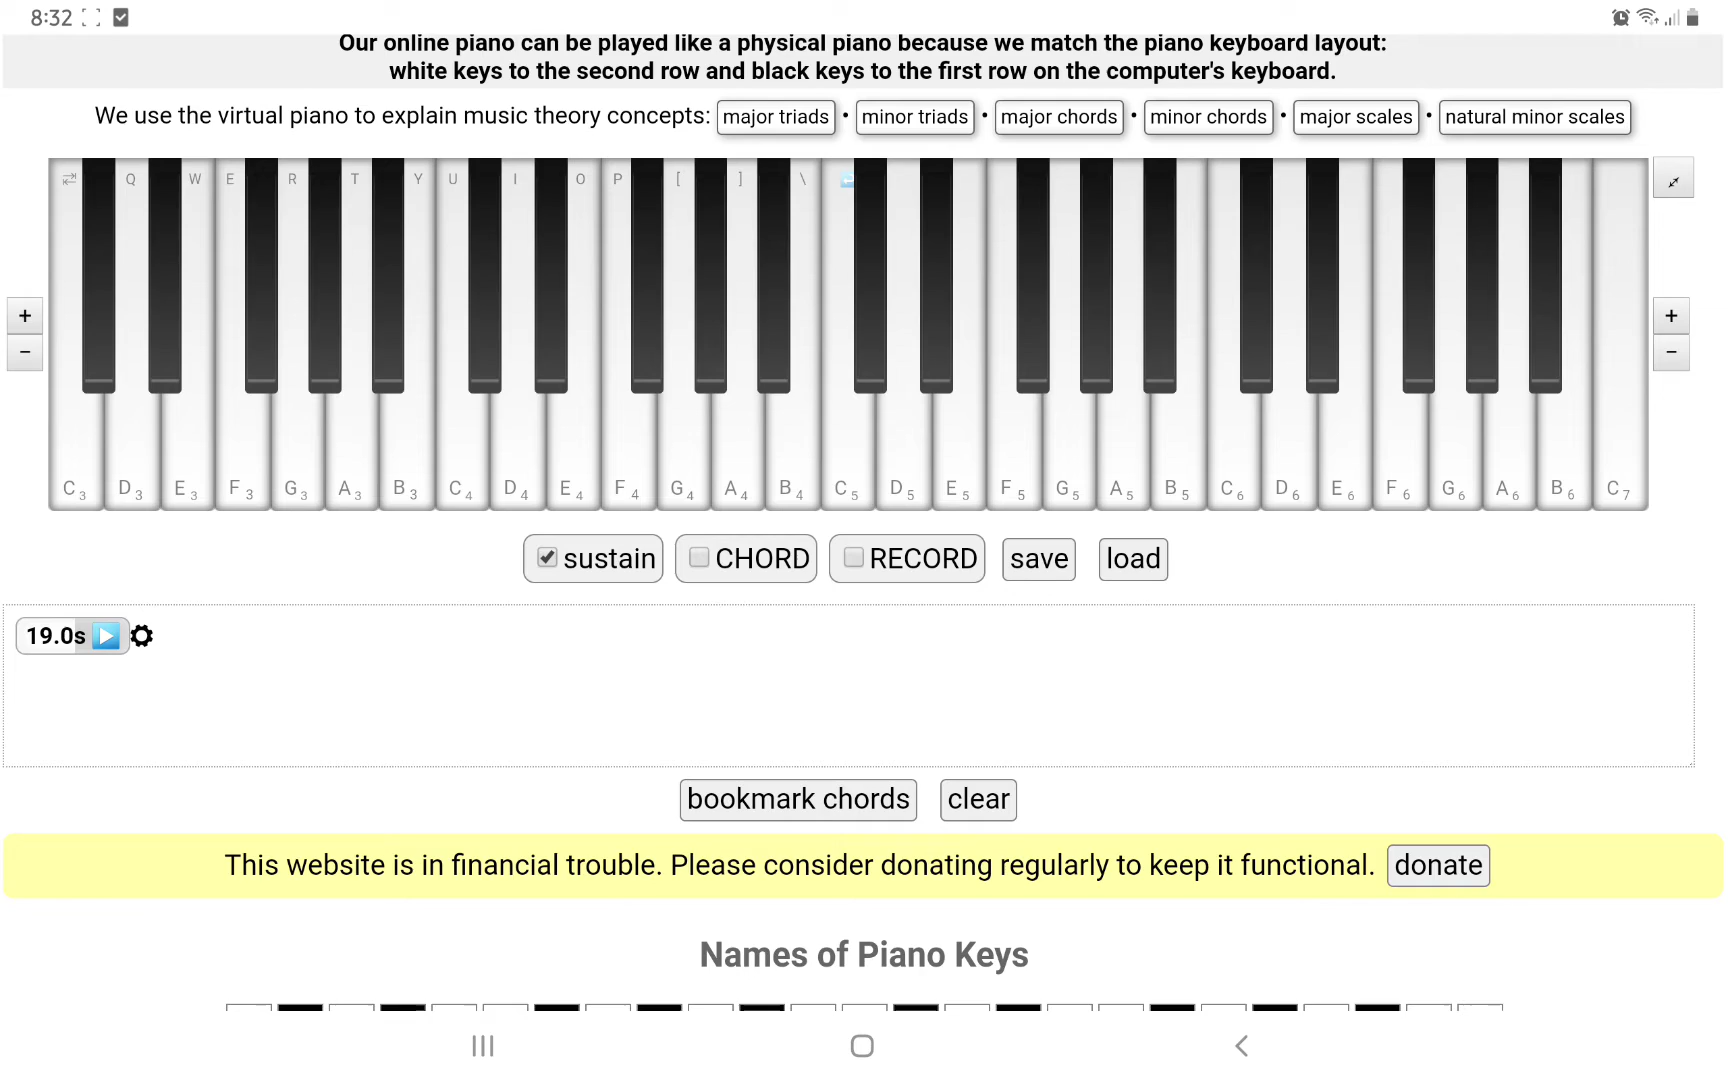 8:32
Our online piano can be played like a physical piano because we match the piano keyboard layout:
white keys to the second row and black keys to the first row on the computer's keyboard.
We use the virtual piano to explain music theory concepts: major triads • minor triads • major chords • minor chords • major scales • natural minor scales
Q W E R T Y U I O P [ ] \
+ +
− −
C3 D3 E3 F3 G3 A3 B3 C4 D4 E4 F4 G4 A4 B4 C5 D5 E5 F5 G5 A5 B5 C6 D6 E6 F6 G6 A6 B6 C7
sustain CHORD RECORD save load
19.0s
bookmark chords clear
This website is in financial trouble. Please consider donating regularly to keep it functional. donate
Names of Piano Keys